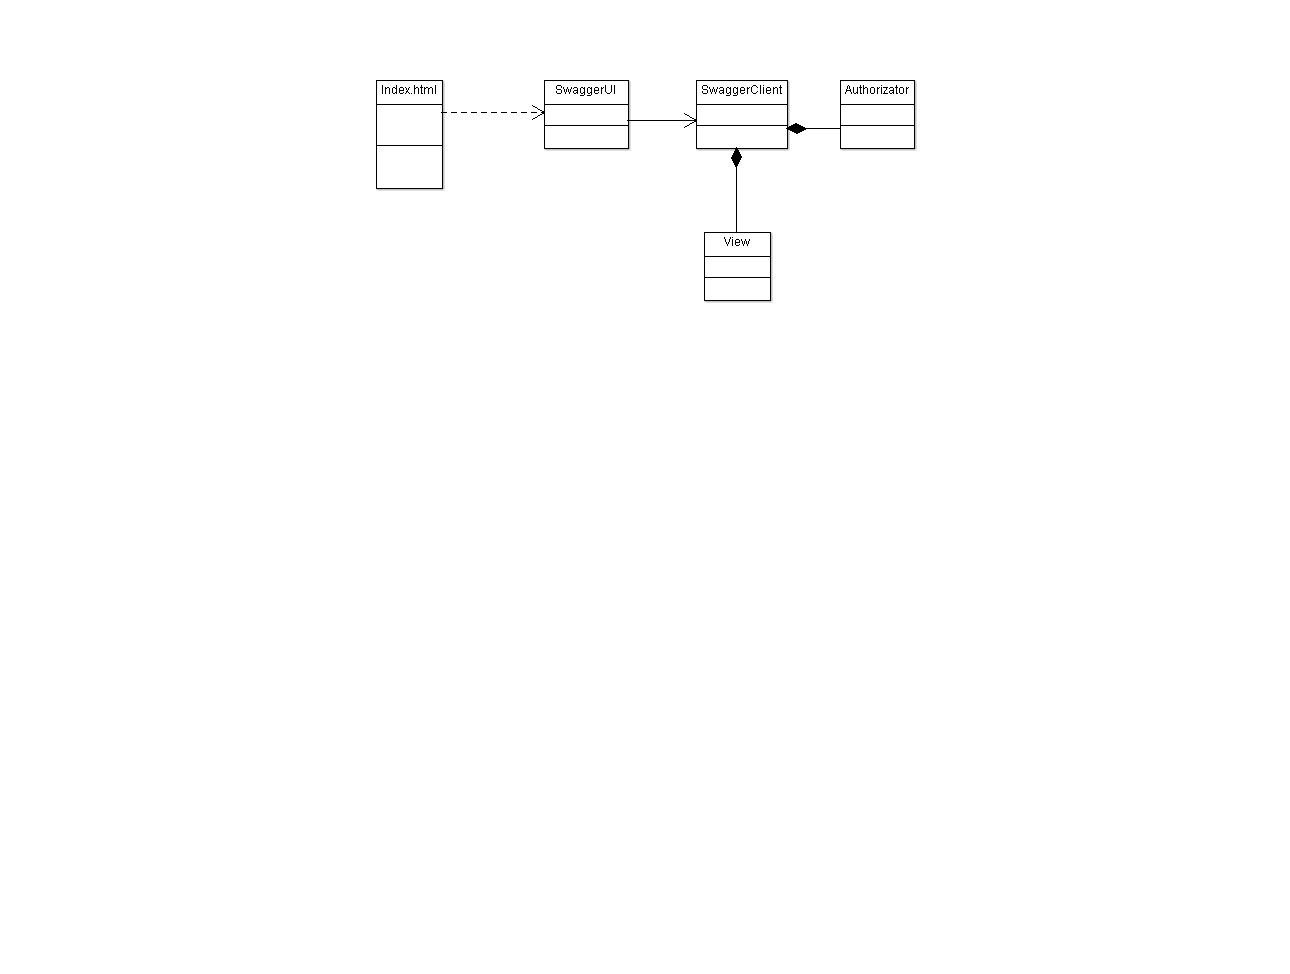 Index.html
SwaggerUI
SwaggerClient
Authorizator
View